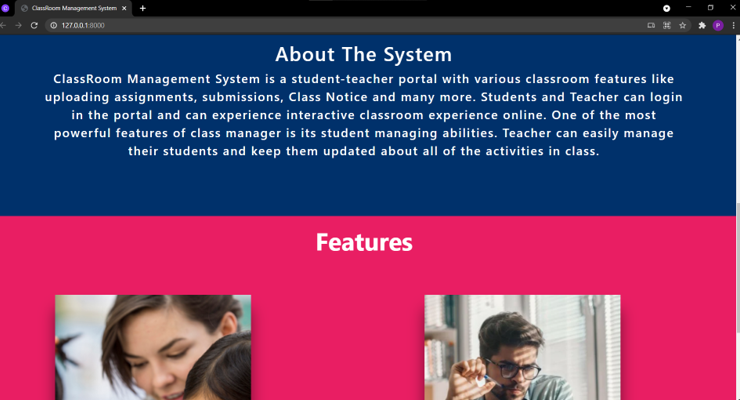 ClassRoom Management System
127.0.0.1:8000
P
About The System
ClassRoom Management System is a student-teacher portal with various classroom features like
uploading assignments, submissions, Class Notice and many more. Students and Teacher can login
in the portal and can experience interactive classroom experience online. One of the most
powerful features of class manager is its student managing abilities. Teacher can easily manage
their students and keep them updated about all of the activities in class.
Features